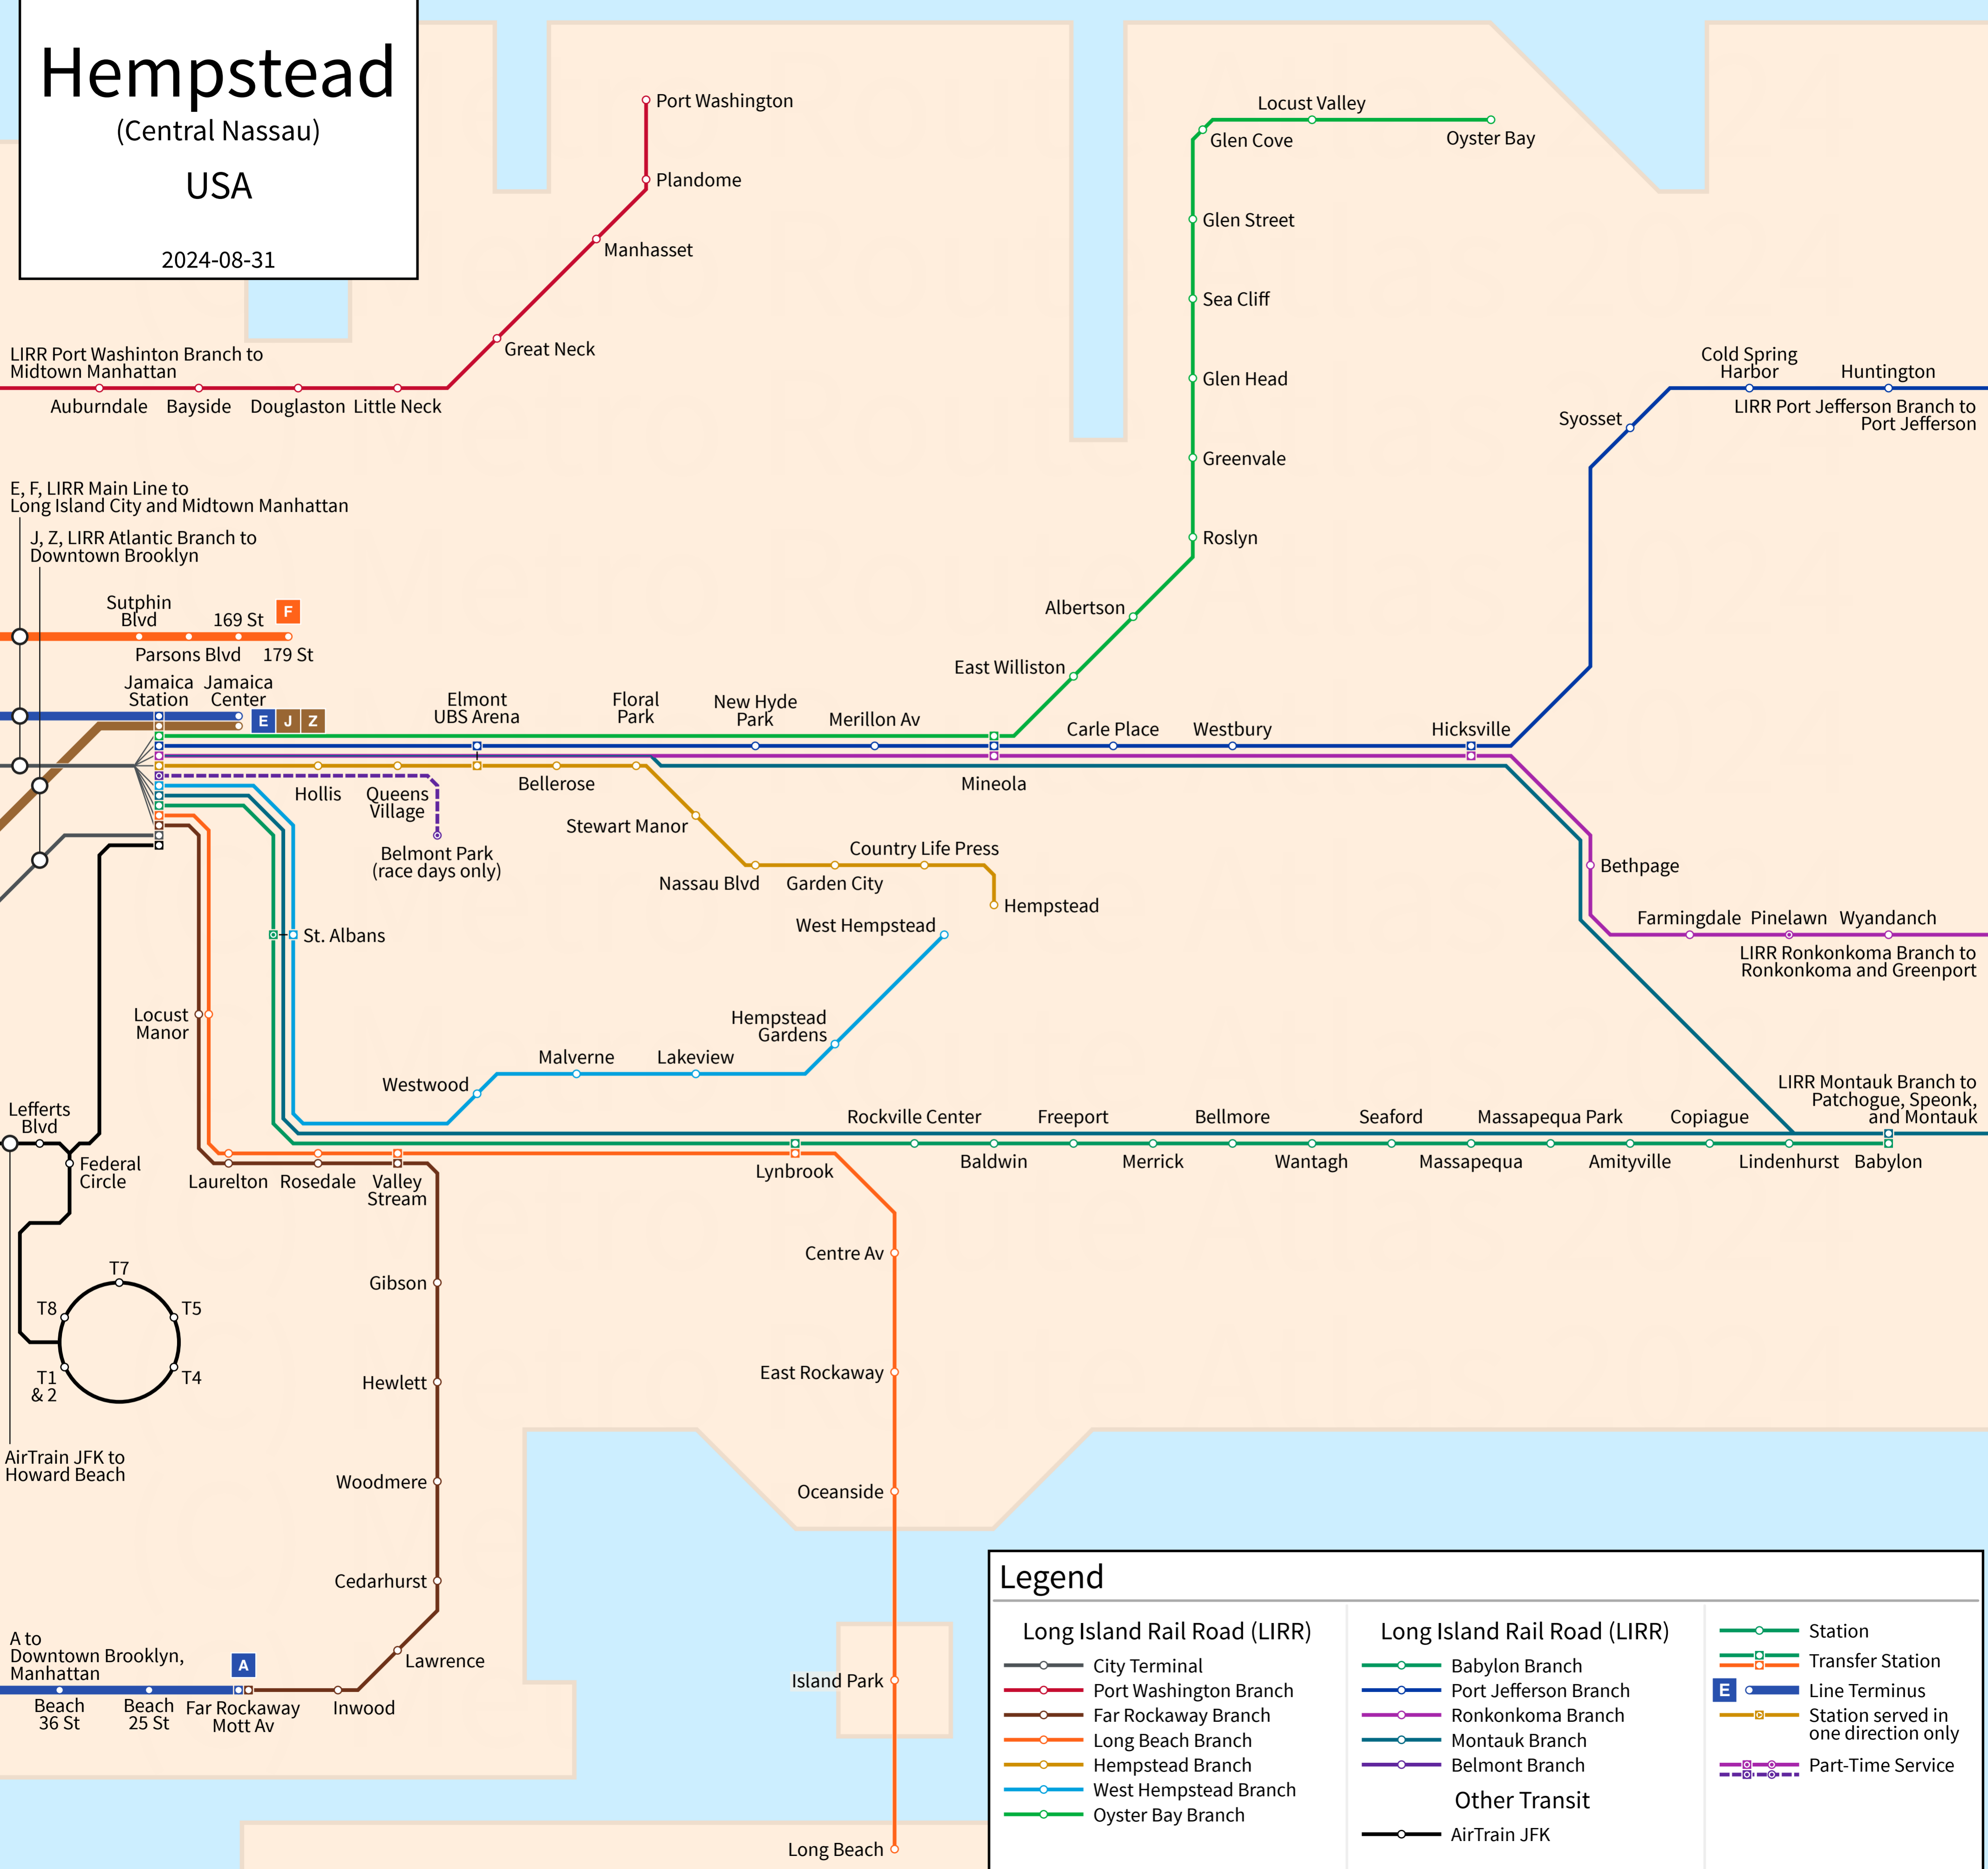 Hempstead
(Central Nassau)
USA
2024-08-31
Port Washington
Plandome
Manhasset
Great Neck
LIRR Port Washinton Branch to
Midtown Manhattan
Auburndale
Bayside
Douglaston
Little Neck
Locust Valley
Glen Cove
Oyster Bay
Glen Street
Sea Cliff
Glen Head
Greenvale
Roslyn
Albertson
East Williston
Cold Spring
Harbor
Huntington
LIRR Port Jefferson Branch to
Port Jefferson
Syosset
E, F, LIRR Main Line to
Long Island City and Midtown Manhattan
J, Z, LIRR Atlantic Branch to
Downtown Brooklyn
Sutphin
Blvd
169 St
F
Parsons Blvd
179 St
Jamaica
Station
Jamaica
Center
E
J
Z
Elmont
UBS Arena
Floral
Park
New Hyde
Park
Merillon Av
Carle Place
Westbury
Hicksville
Hollis
Queens
Village
Bellerose
Mineola
Stewart Manor
Belmont Park
(race days only)
Nassau Blvd
Garden City
Country Life Press
Hempstead
West Hempstead
Bethpage
Farmingdale
Pinelawn
Wyandanch
LIRR Ronkonkoma Branch to
Ronkonkoma and Greenport
St. Albans
Locust
Manor
Hempstead
Gardens
Malverne
Lakeview
Westwood
LIRR Montauk Branch to
Patchogue, Speonk,
and Montauk
Lefferts
Blvd
Federal
Circle
Laurelton
Rosedale
Valley
Stream
Lynbrook
Rockville Center
Baldwin
Freeport
Merrick
Bellmore
Wantagh
Seaford
Massapequa
Massapequa Park
Amityville
Copiague
Lindenhurst
Babylon
T7
T8
T5
T1
& 2
T4
AirTrain JFK to
Howard Beach
Gibson
Hewlett
Woodmere
Cedarhurst
Lawrence
Inwood
Centre Av
East Rockaway
Oceanside
Island Park
Long Beach
A to
Downtown Brooklyn,
Manhattan
A
Beach
36 St
Beach
25 St
Far Rockaway
Mott Av
Legend
Long Island Rail Road (LIRR)
City Terminal
Port Washington Branch
Far Rockaway Branch
Long Beach Branch
Hempstead Branch
West Hempstead Branch
Oyster Bay Branch
Long Island Rail Road (LIRR)
Babylon Branch
Port Jefferson Branch
Ronkonkoma Branch
Montauk Branch
Belmont Branch
Other Transit
AirTrain JFK
Station
Transfer Station
E
Line Terminus
Station served in
one direction only
Part-Time Service